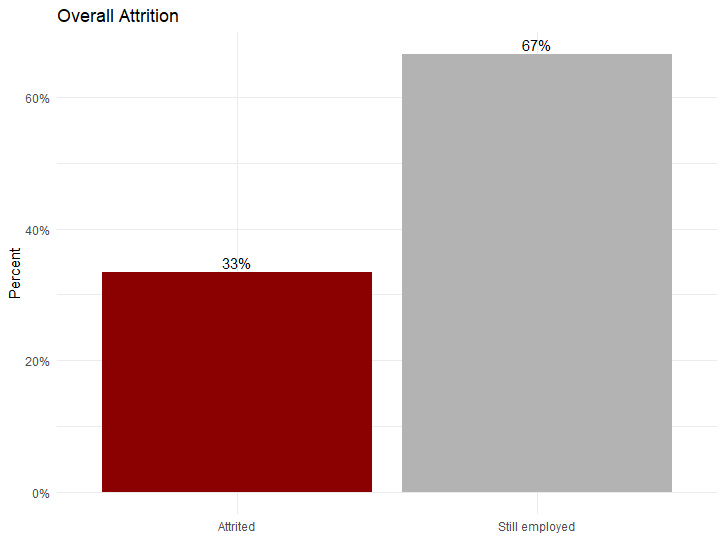 Overall Attrition
67%
60%
40%
33%
20%
0%
Percent
Attrited
Still employed